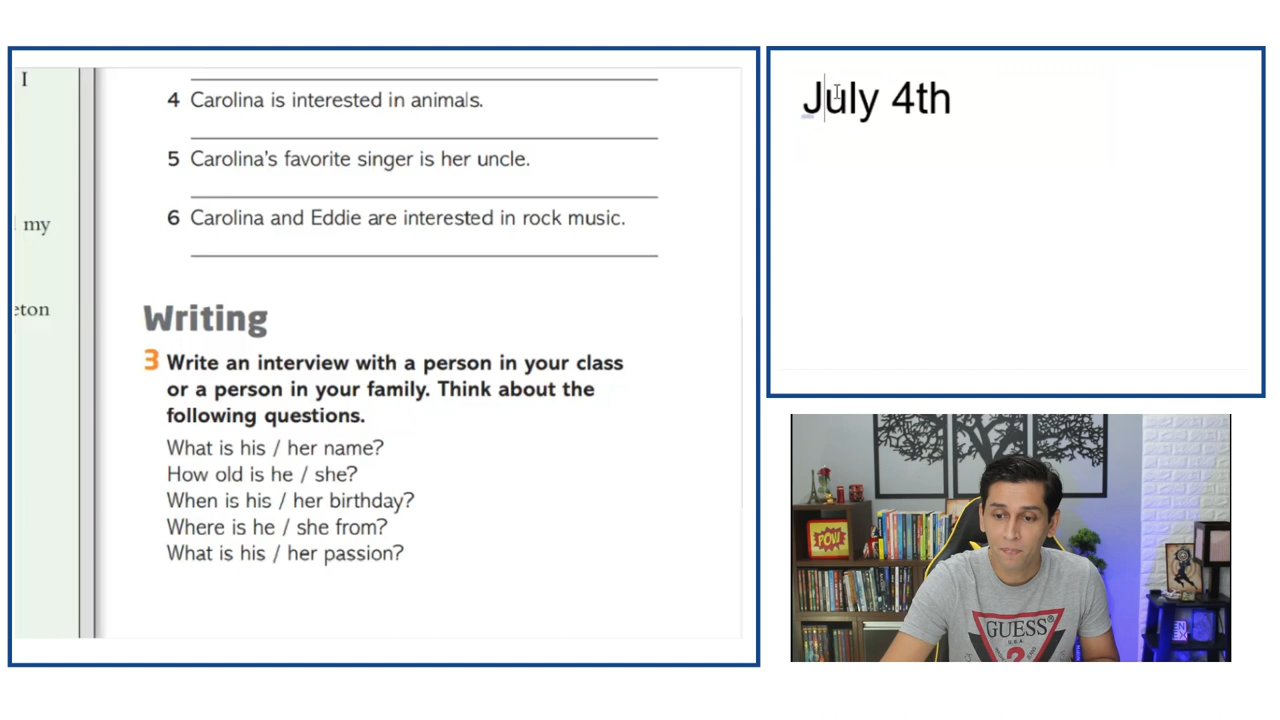 I
my
eton
4 Carolina is interested in animals.
5 Carolina's favorite singer is her uncle.
6 Carolina and Eddie are interested in rock music.
Writing
3 Write an interview with a person in your class
or a person in your family. Think about the
following questions.
What is his / her name?
How old is he / she?
When is his / her birthday?
Where is he / she from?
What is his / her passion?
July 4th
POW
GUESS
U.S.A.
?